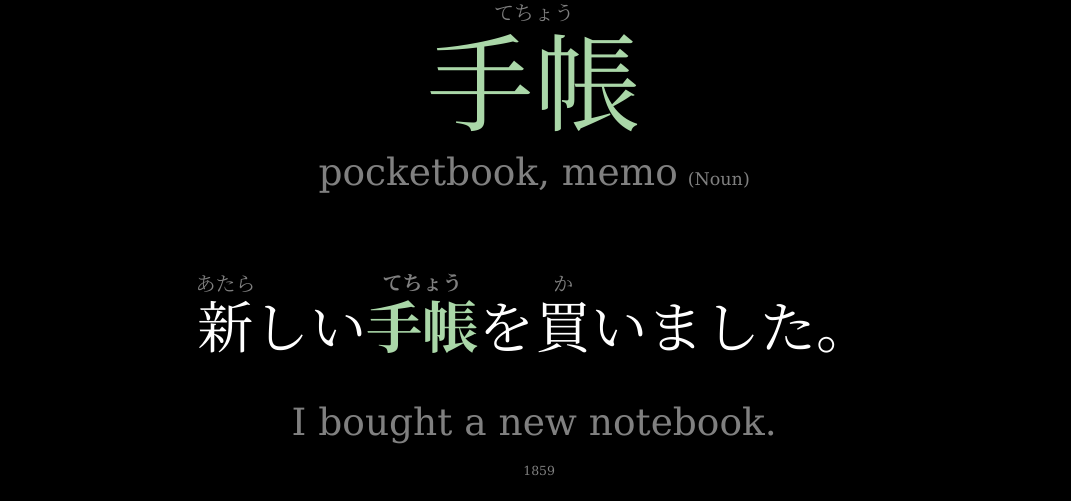 てちょう
手帳
pocketbook, memo (Noun)
あたら てちょう か
新しい手帳を買いました。
I bought a new notebook.
1859